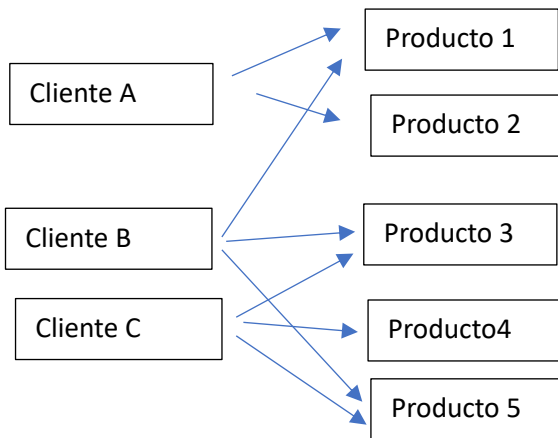 Producto 1
Cliente A
Producto 2
Cliente B
Producto 3
Cliente C
Producto4
Producto 5